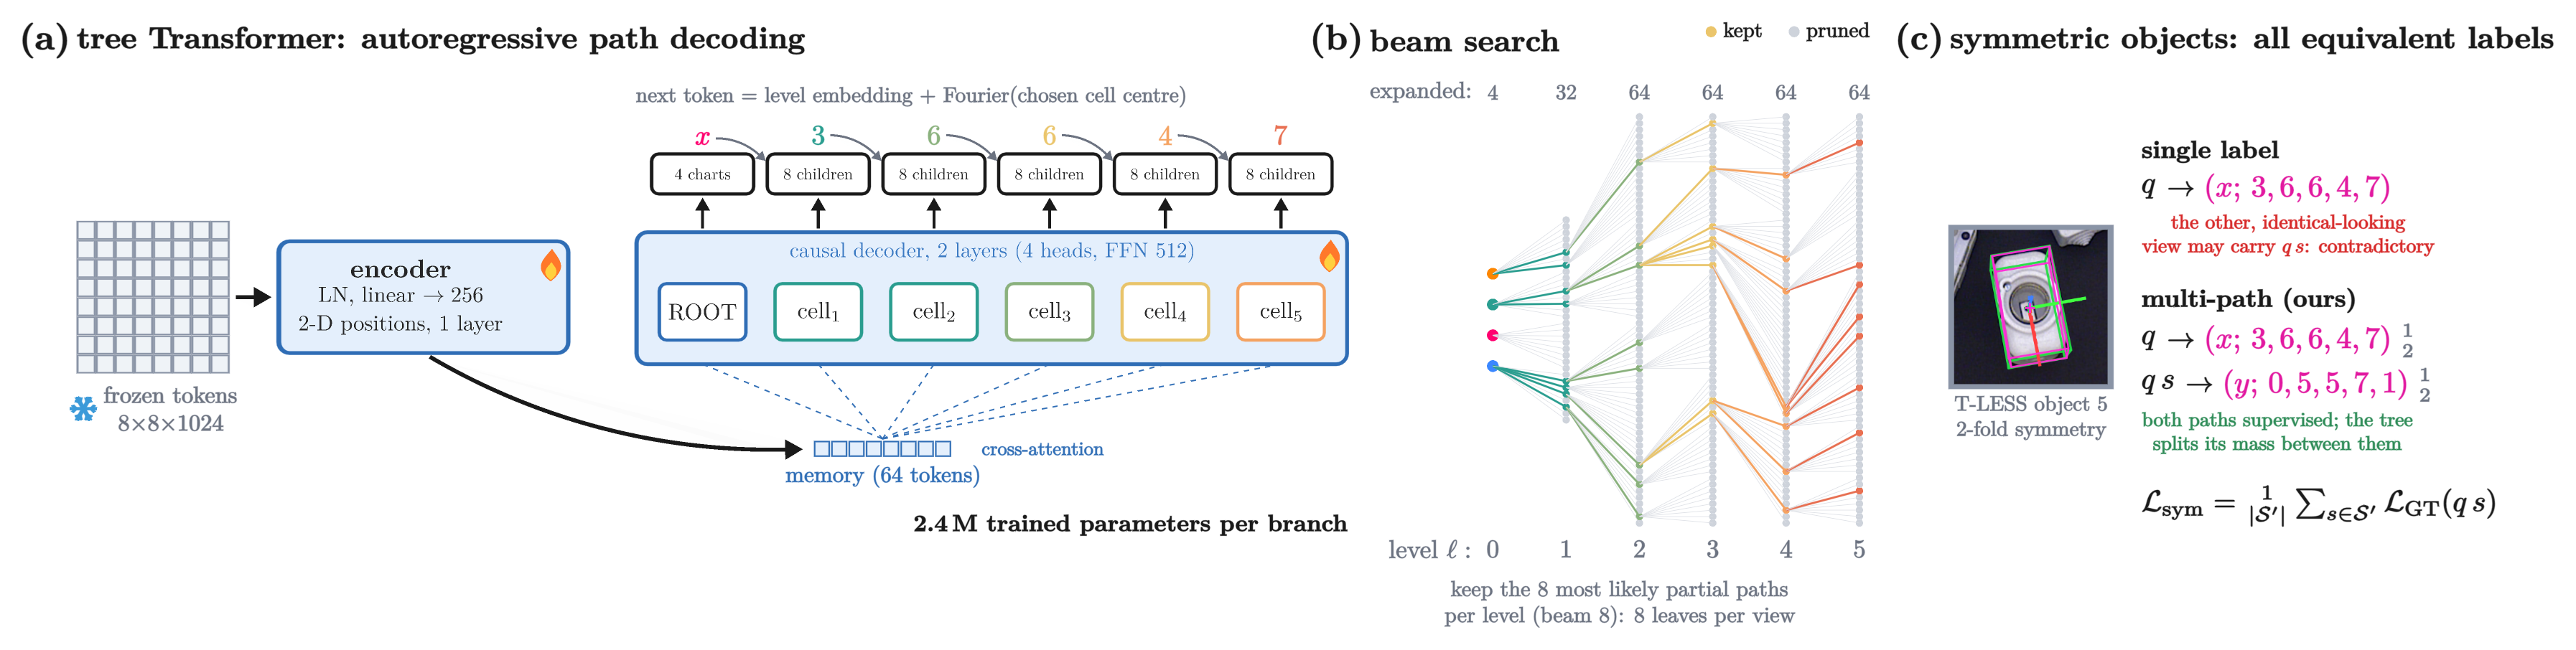 (a) tree Transformer: autoregressive path decoding
next token = level embedding + Fourier(chosen cell centre)
x 3 6 6 4 7
4 charts 8 children 8 children 8 children 8 children 8 children
causal decoder, 2 layers (4 heads, FFN 512)
ROOT cell₁ cell₂ cell₃ cell₄ cell₅
encoder
LN, linear → 256
2-D positions, 1 layer
frozen tokens
8×8×1024
memory (64 tokens)
cross-attention
2.4 M trained parameters per branch
(b) beam search
kept pruned
expanded: 4 32 64 64 64 64
level ℓ : 0 1 2 3 4 5
keep the 8 most likely partial paths
per level (beam 8): 8 leaves per view
(c) symmetric objects: all equivalent labels
T-LESS object 5
2-fold symmetry
single label
q → (x; 3, 6, 6, 4, 7)
the other, identical-looking
view may carry q s: contradictory
multi-path (ours)
q → (x; 3, 6, 6, 4, 7) 1/2
q s → (y; 0, 5, 5, 7, 1) 1/2
both paths supervised; the tree
splits its mass between them
ℒsym = 1/|𝒮′| ∑s∈𝒮′ ℒGT(q s)